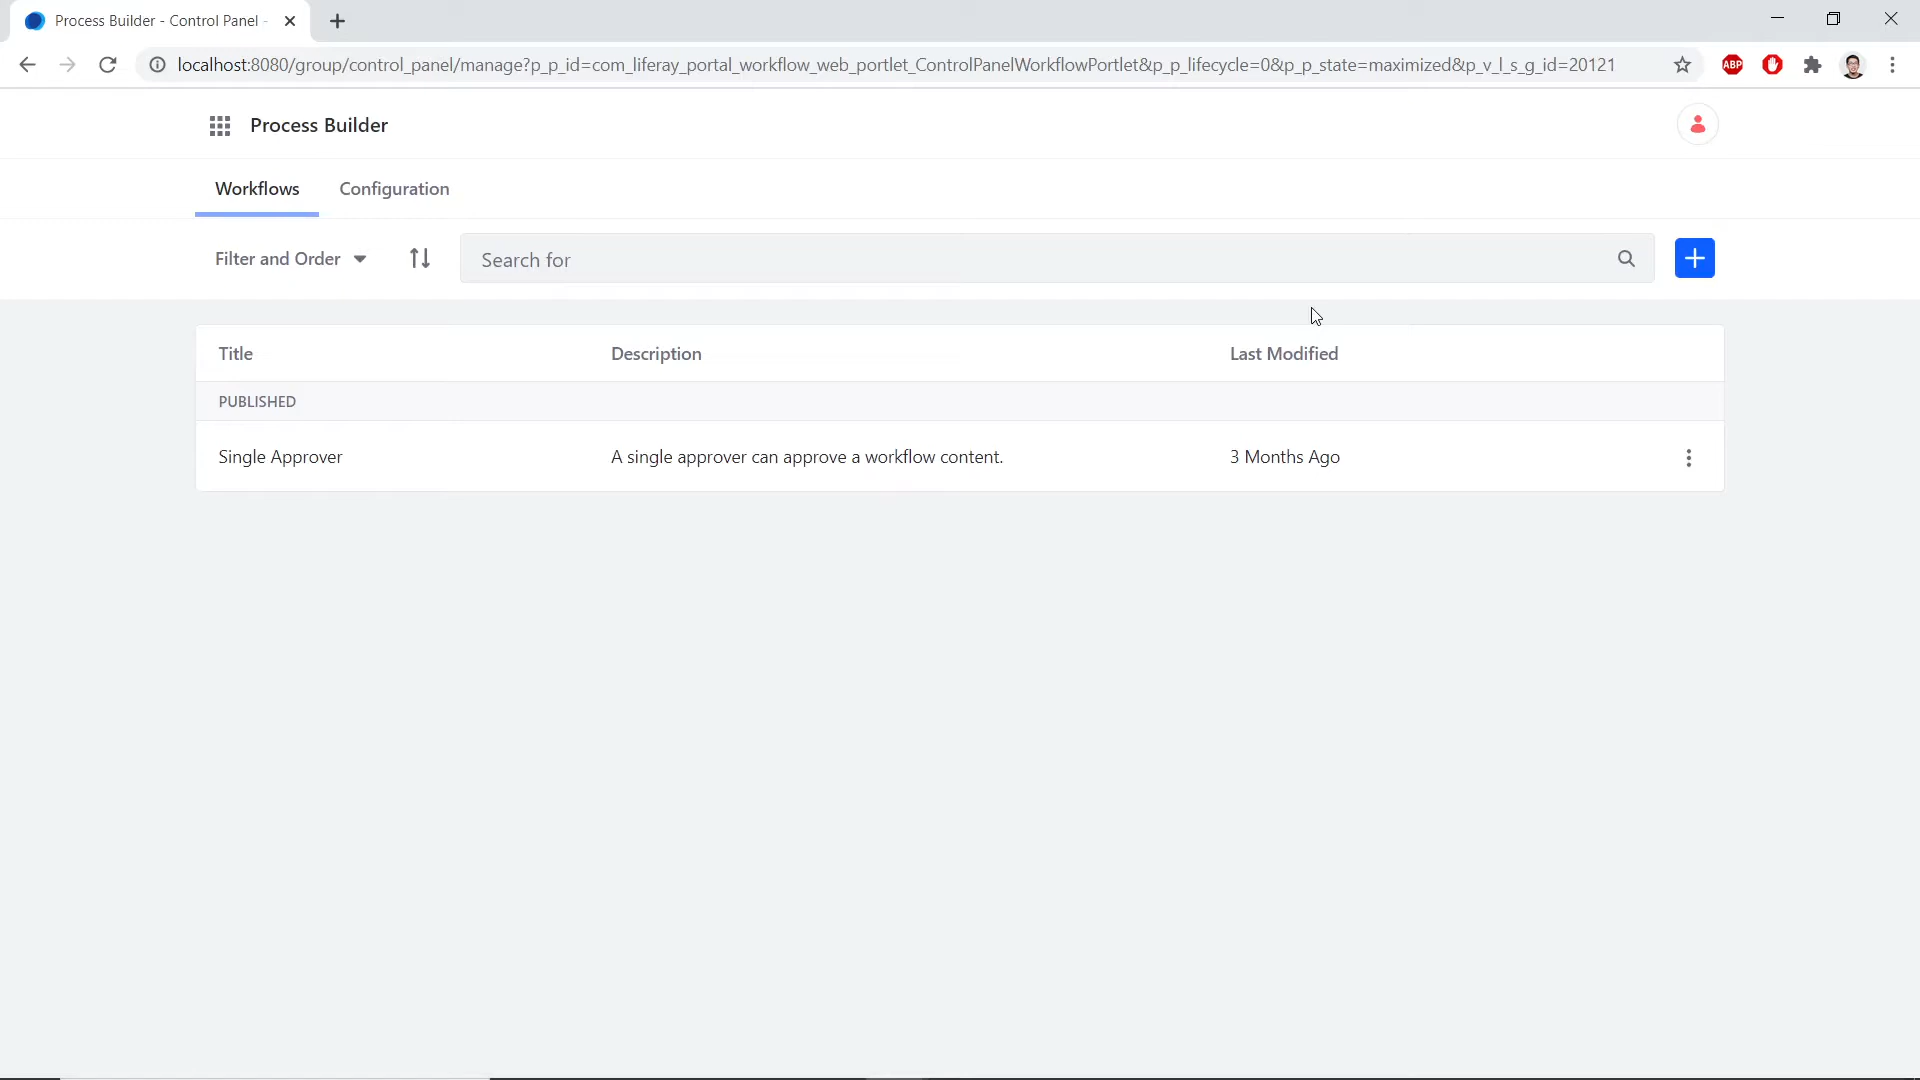 Process Builder - Control Panel -
localhost:8080/group/control_panel/manage?p_p_id=com_liferay_portal_workflow_web_portlet_ControlPanelWorkflowPortlet&p_p_lifecycle=0&p_p_state=maximized&p_v_l_s_g_id=20121
ABP
Process Builder
Workflows Configuration
Filter and Order Search for
Title Description Last Modified
PUBLISHED
Single Approver A single approver can approve a workflow content. 3 Months Ago